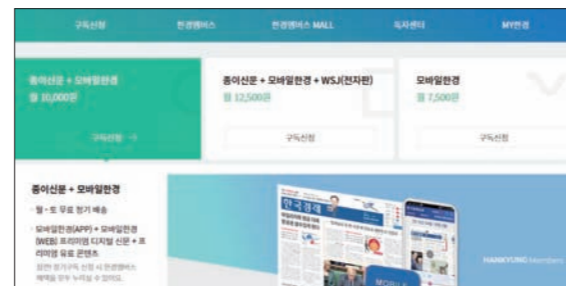 구독신청 한경멤버스 한경멤버스 MALL 독자센터 MY한경
종이신문 + 모바일한경
월 10,000원
구독신청 →
종이신문 + 모바일한경 + WSJ(전자판)
월 12,500원
구독신청
모바일한경
월 7,500원
구독신청
종이신문 + 모바일한경
월 - 토 무료 정기 배송
모바일한경(APP) + 모바일한경
(WEB) 프리미엄 디지털 신문 + 프
리미엄 유료 콘텐츠
한국경제
MOBILE
HANKYUNG Members